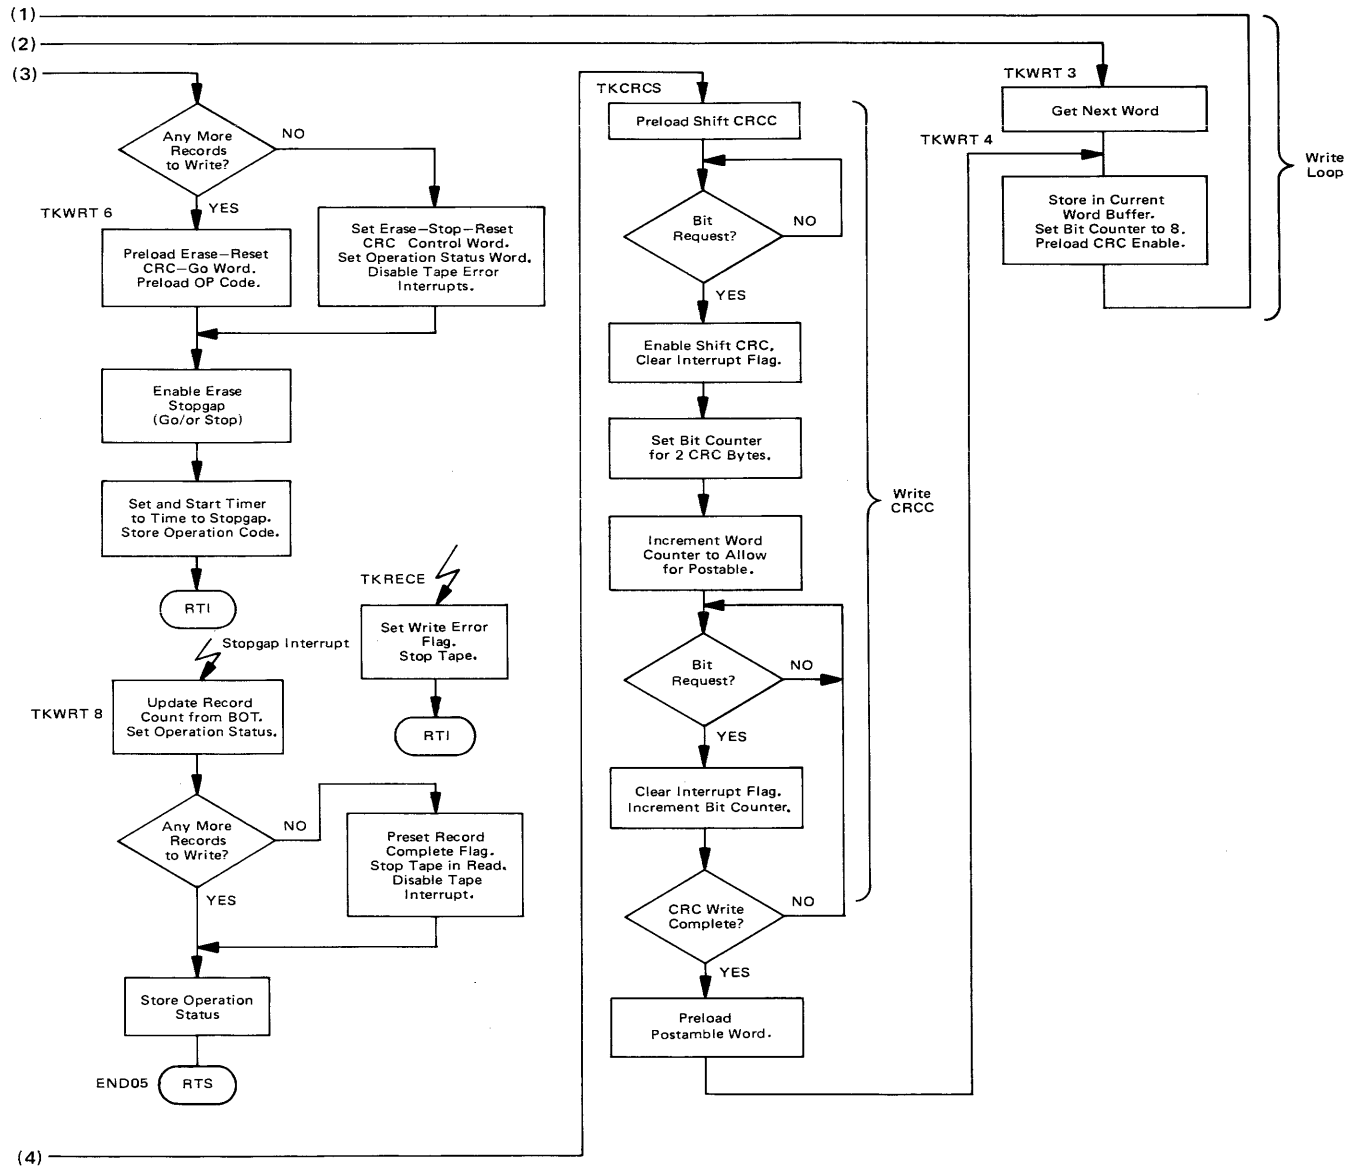 (1)
(2)
(3)
Any More
Records
to Write?
NO
YES
TKWRT 6
Preload Erase–Reset
CRC–Go Word.
Preload OP Code.
Set Erase–Stop–Reset
CRC Control Word.
Set Operation Status Word.
Disable Tape Error
Interrupts.
Enable Erase
Stopgap
(Go/or Stop)
Set and Start Timer
to Time to Stopgap.
Store Operation Code.
RTI
TKRECE
Set Write Error
Flag.
Stop Tape.
RTI
Stopgap Interrupt
TKWRT 8
Update Record
Count from BOT.
Set Operation Status.
Any More
Records
to Write?
NO
YES
Preset Record
Complete Flag.
Stop Tape in Read.
Disable Tape
Interrupt.
Store Operation
Status
END05
RTS
(4)
TKCRCS
Preload Shift CRCC
Bit
Request?
NO
YES
Enable Shift CRC,
Clear Interrupt Flag.
Set Bit Counter
for 2 CRC Bytes.
Increment Word
Counter to Allow
for Postable.
Bit
Request?
NO
YES
Clear Interrupt Flag.
Increment Bit Counter.
CRC Write
Complete?
NO
YES
Preload
Postamble Word.
Write
CRCC
TKWRT 3
Get Next Word
TKWRT 4
Store in Current
Word Buffer.
Set Bit Counter to 8.
Preload CRC Enable.
Write
Loop